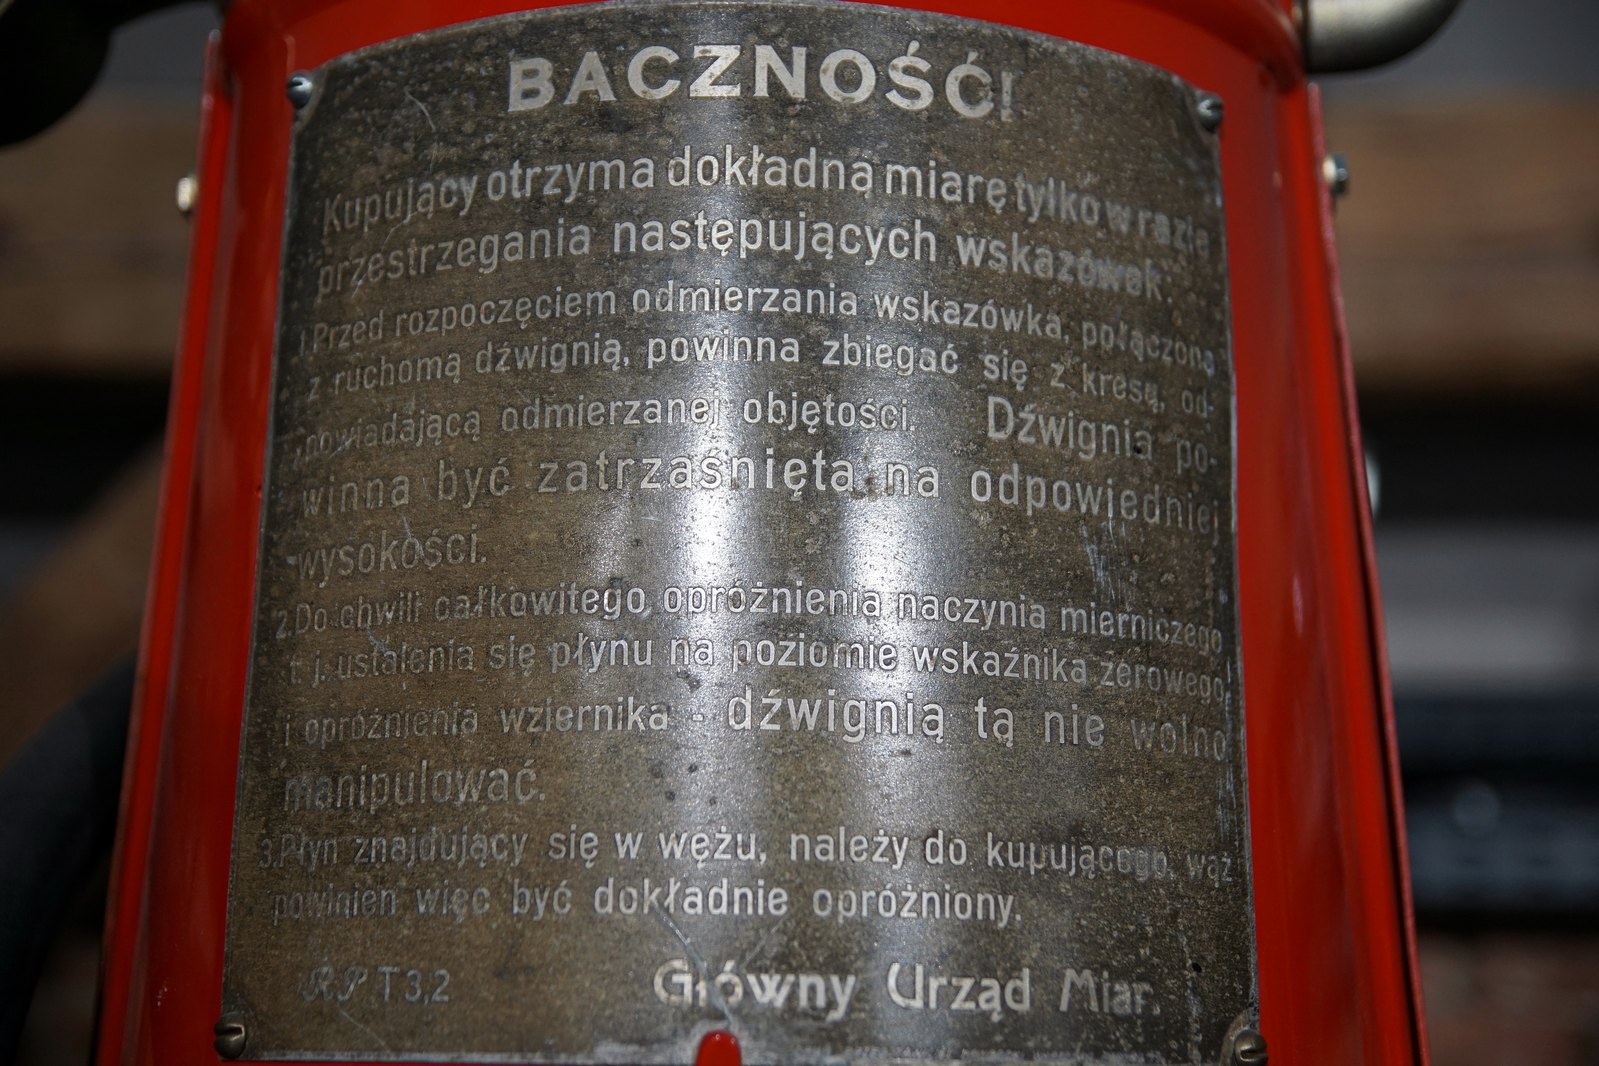 BACZNOŚĆ!
Kupujący otrzyma dokładną miarę tylko w razie
przestrzegania następujących wskazówek:
1. Przed rozpoczęciem odmierzania wskazówka, połączona
z ruchomą dźwignią, powinna zbiegać się z kresą, od-
powiadającą odmierzanej objętości. Dźwignia po-
winna być zatrzaśnięta na odpowiedniej
wysokości.
2. Do chwili całkowitego opróżnienia naczynia mierniczego
t. j. ustalenia się płynu na poziomie wskaźnika zerowego
i opróżnienia wziernika - dźwignią tą nie wolno
manipulować.
3. Płyn znajdujący się w wężu, należy do kupującego, wąż
powinien więc być dokładnie opróżniony.
T 3,2 Główny Urząd Miar.